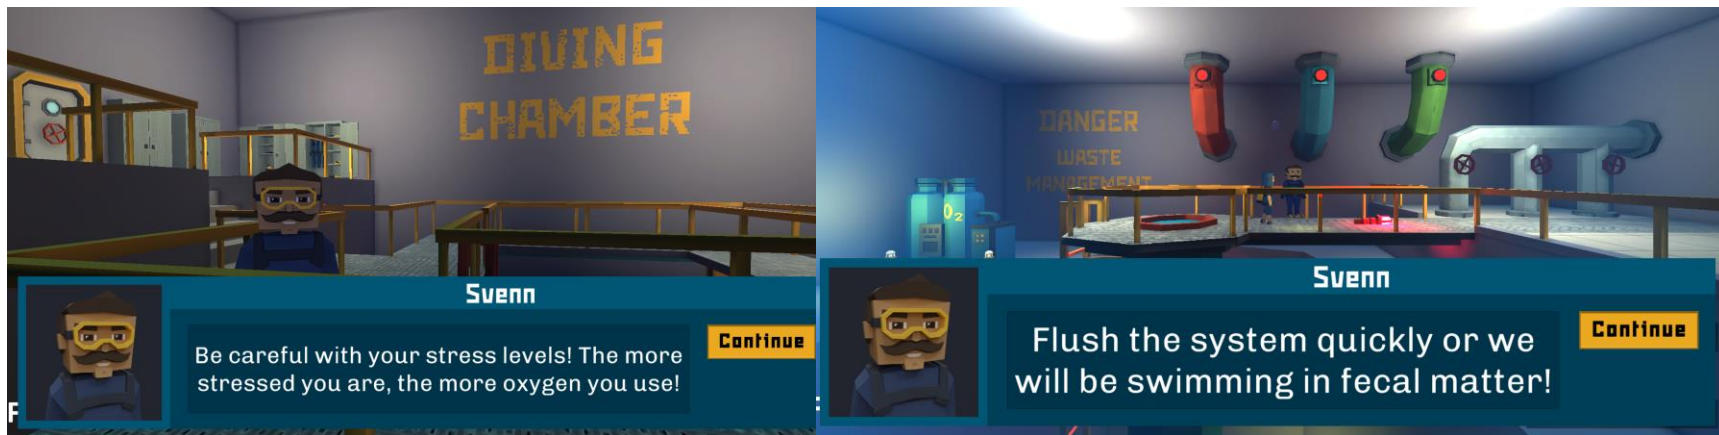 DIVING
CHAMBER
Svenn
Be careful with your stress levels! The more
stressed you are, the more oxygen you use!
Continue
DANGER
WASTE
MANAGEMENT
O2
Svenn
Flush the system quickly or we
will be swimming in fecal matter!
Continue